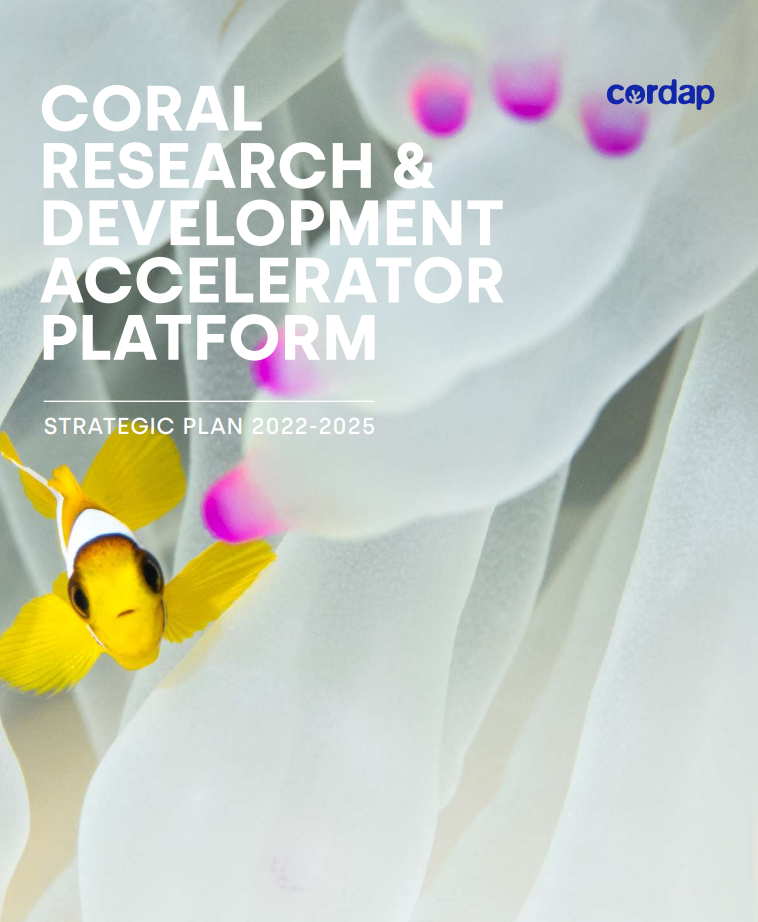 CORAL
RESEARCH &
DEVELOPMENT
ACCELERATOR
PLATFORM
STRATEGIC PLAN 2022-2025
cordap